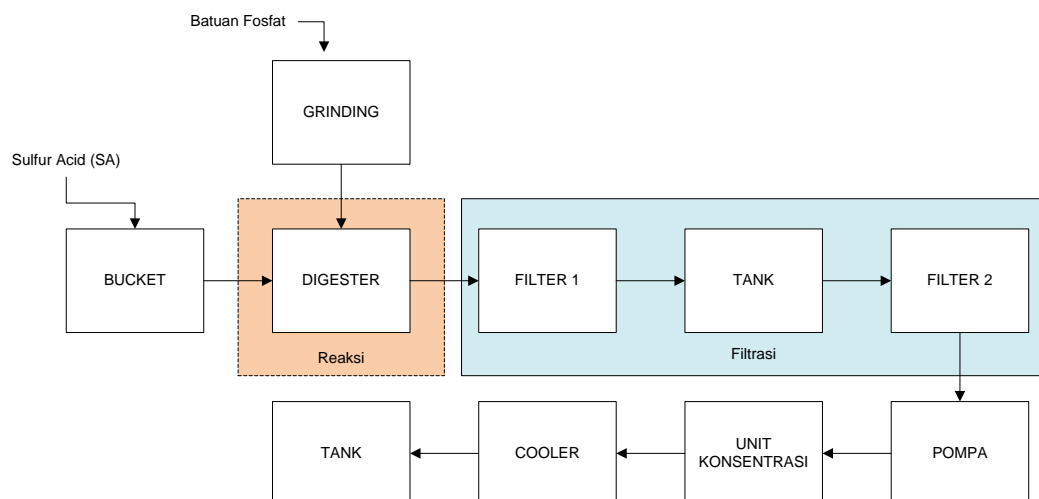 Batuan Fosfat
GRINDING
Sulfur Acid (SA)
BUCKET
DIGESTER
FILTER 1
TANK
FILTER 2
Reaksi
Filtrasi
TANK
COOLER
UNIT
KONSENTRASI
POMPA